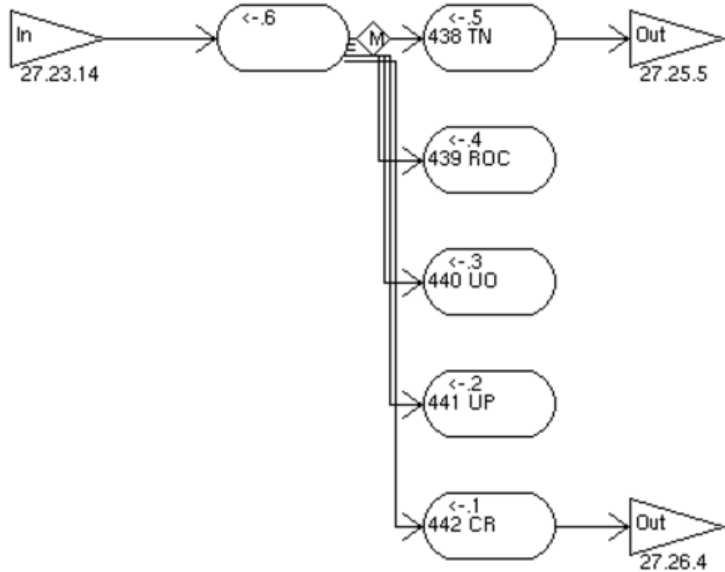 In
27.23.14
<-.6
E
M
<-.5
438 TN
Out
27.25.5
<-.4
439 ROC
<-.3
440 UO
<-.2
441 UP
<-.1
442 CR
Out
27.26.4